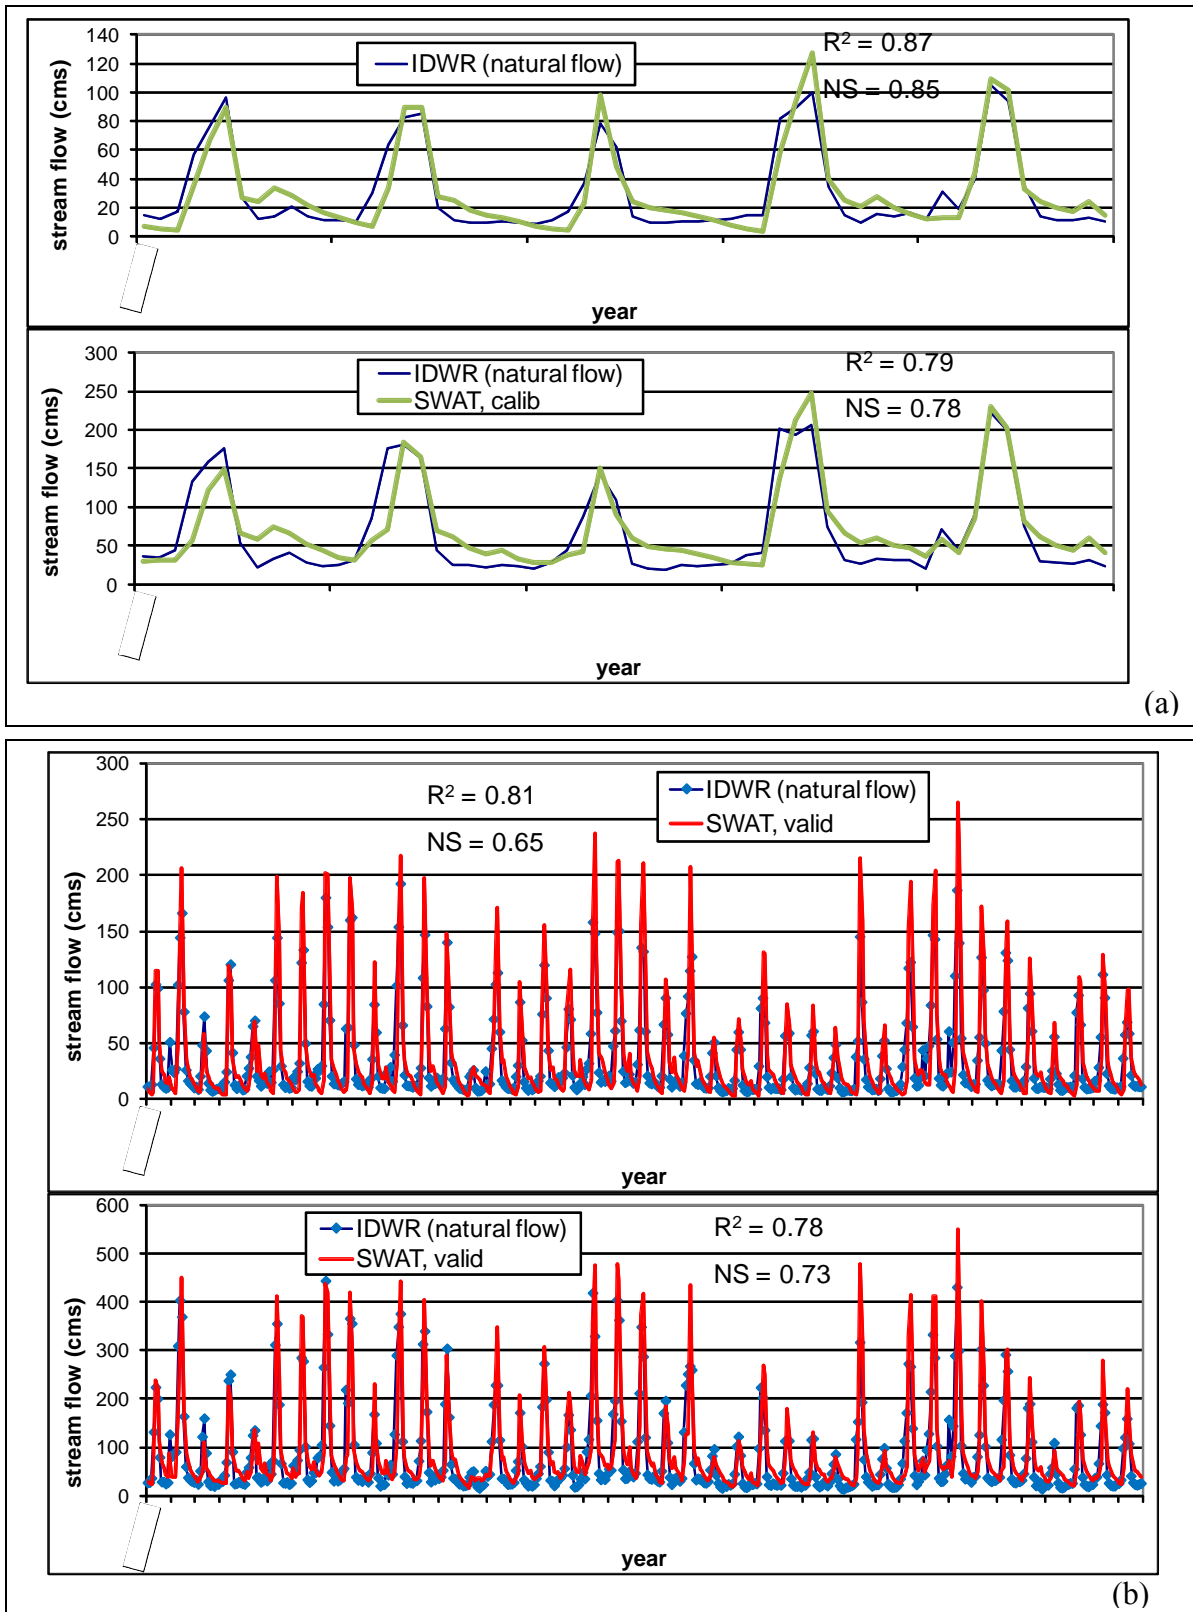 140
120
100
80
60
40
20
0
stream flow (cms)
IDWR (natural flow)
R² = 0.87
NS = 0.85
year
300
250
200
150
100
50
0
stream flow (cms)
IDWR (natural flow)
SWAT, calib
R² = 0.79
NS = 0.78
year
(a)
300
250
200
150
100
50
0
stream flow (cms)
R² = 0.81
NS = 0.65
IDWR (natural flow)
SWAT, valid
year
600
500
400
300
200
100
0
stream flow (cms)
IDWR (natural flow)
SWAT, valid
R² = 0.78
NS = 0.73
year
(b)